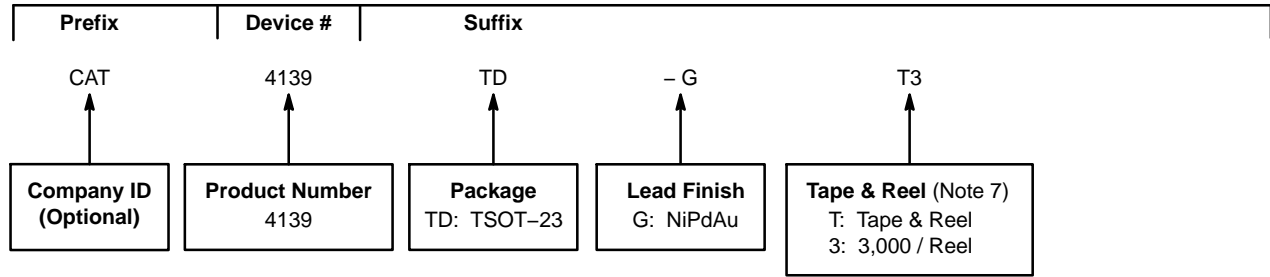 Prefix Device # Suffix
CAT 4139 TD – G T3
Company ID
(Optional)
Product Number
4139
Package
TD: TSOT−23
Lead Finish
G: NiPdAu
Tape & Reel (Note 7)
T: Tape & Reel
3: 3,000 / Reel